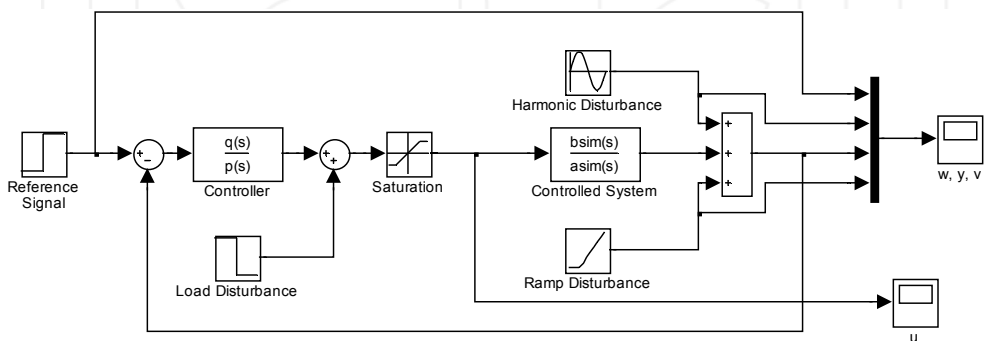 Harmonic Disturbance
+
−
q(s)
p(s)
Controller
+
+
Saturation
bsim(s)
asim(s)
Controlled System
+
+
+
Reference
Signal
w, y, v
Load Disturbance
Ramp Disturbance
u